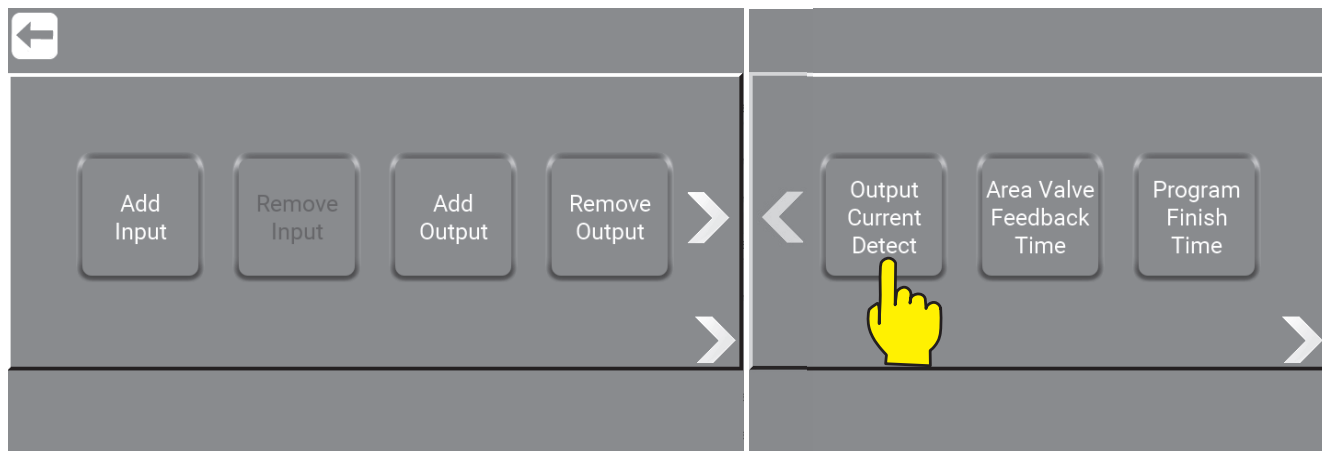 Add
Input
Remove
Input
Add
Output
Remove
Output
Output
Current
Detect
Area Valve
Feedback
Time
Program
Finish
Time